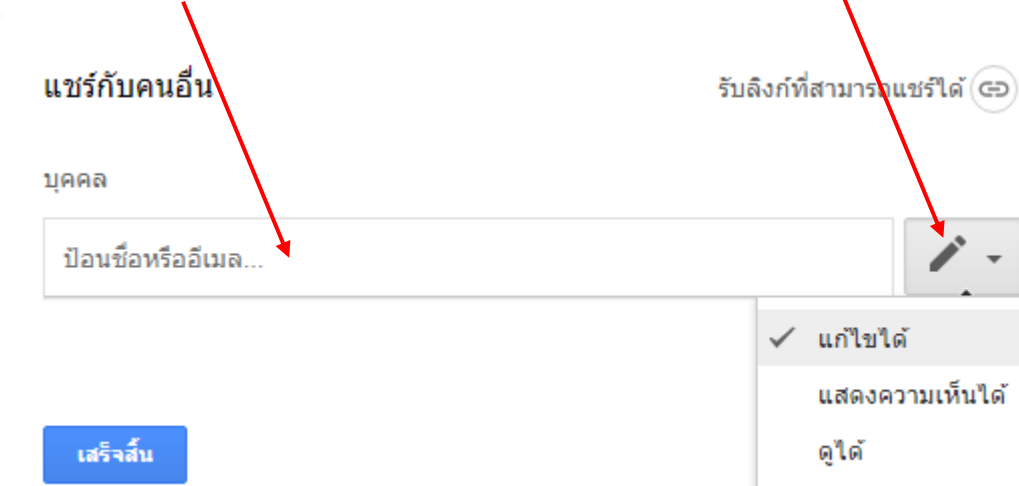 แชร์กับคนอื่น
รับลิงก์ที่สามารถแชร์ได้
บุคคล
ป้อนชื่อหรืออีเมล...
แก้ไขได้
แสดงความเห็นได้
ดูได้
เสร็จสิ้น